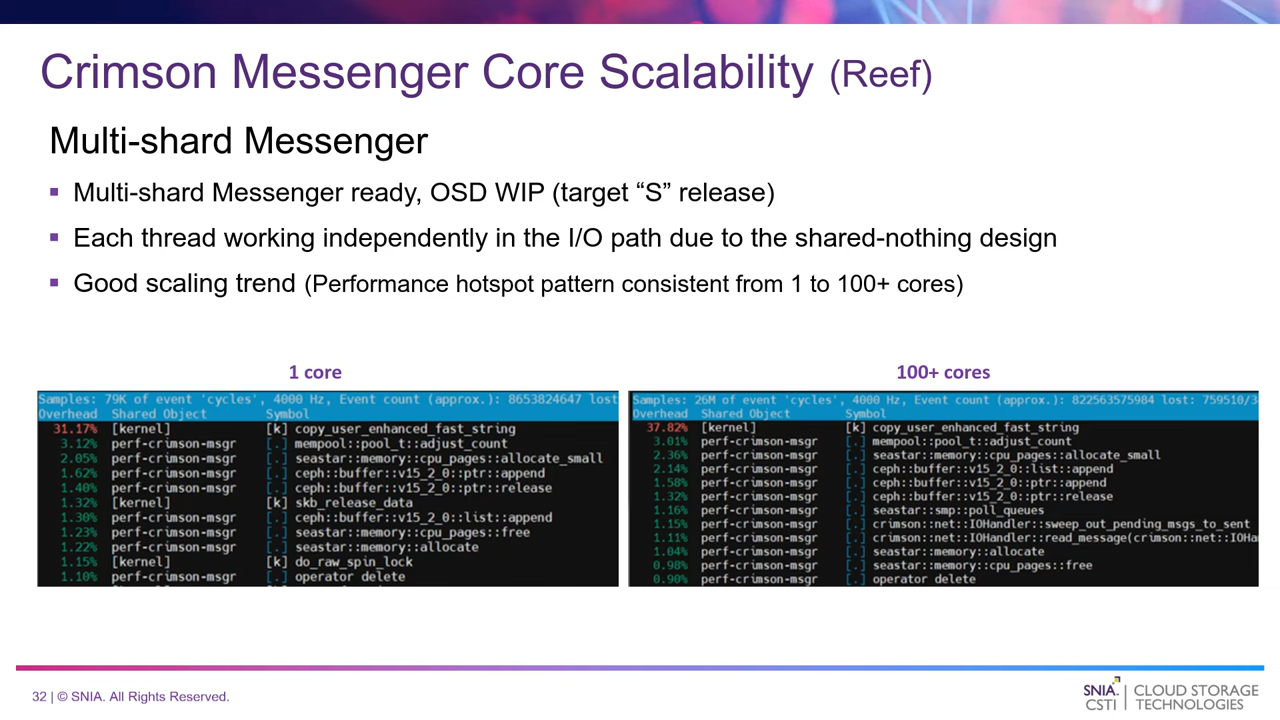 Crimson Messenger Core Scalability (Reef)
Multi-shard Messenger
▪ Multi-shard Messenger ready, OSD WIP (target “S” release)
▪ Each thread working independently in the I/O path due to the shared-nothing design
▪ Good scaling trend (Performance hotspot pattern consistent from 1 to 100+ cores)
1 core
Samples: 79K of event 'cycles', 4000 Hz, Event count (approx.): 8653824647 lost
Overhead Shared Object Symbol
31.17% [kernel] [k] copy_user_enhanced_fast_string
3.12% perf-crimson-msgr [.] mempool::pool_t::adjust_count
2.05% perf-crimson-msgr [.] seastar::memory::cpu_pages::allocate_small
1.62% perf-crimson-msgr [.] ceph::buffer::v15_2_0::ptr::append
1.40% perf-crimson-msgr [.] ceph::buffer::v15_2_0::ptr::release
1.32% [kernel] [k] skb_release_data
1.30% perf-crimson-msgr [.] ceph::buffer::v15_2_0::list::append
1.23% perf-crimson-msgr [.] seastar::memory::cpu_pages::free
1.22% perf-crimson-msgr [.] seastar::memory::allocate
1.15% [kernel] [k] do_raw_spin_lock
1.10% perf-crimson-msgr [.] operator delete
100+ cores
Samples: 26M of event 'cycles', 4000 Hz, Event count (approx.): 822563575984 lost: 759510/3
Overhead Shared Object Symbol
37.82% [kernel] [k] copy_user_enhanced_fast_string
3.01% perf-crimson-msgr [.] mempool::pool_t::adjust_count
2.36% perf-crimson-msgr [.] seastar::memory::cpu_pages::allocate_small
2.14% perf-crimson-msgr [.] ceph::buffer::v15_2_0::list::append
1.58% perf-crimson-msgr [.] ceph::buffer::v15_2_0::ptr::append
1.32% perf-crimson-msgr [.] ceph::buffer::v15_2_0::ptr::release
1.16% perf-crimson-msgr [.] seastar::smp::poll_queues
1.15% perf-crimson-msgr [.] crimson::net::IOHandler::sweep_out_pending_msgs_to_sent
1.11% perf-crimson-msgr [.] crimson::net::IOHandler::read_message(crimson::net::IOHa
1.04% perf-crimson-msgr [.] seastar::memory::allocate
0.98% perf-crimson-msgr [.] seastar::memory::cpu_pages::free
0.90% perf-crimson-msgr [.] operator delete
32 | © SNIA. All Rights Reserved.
SNIA. | CLOUD STORAGE
CSTI | TECHNOLOGIES